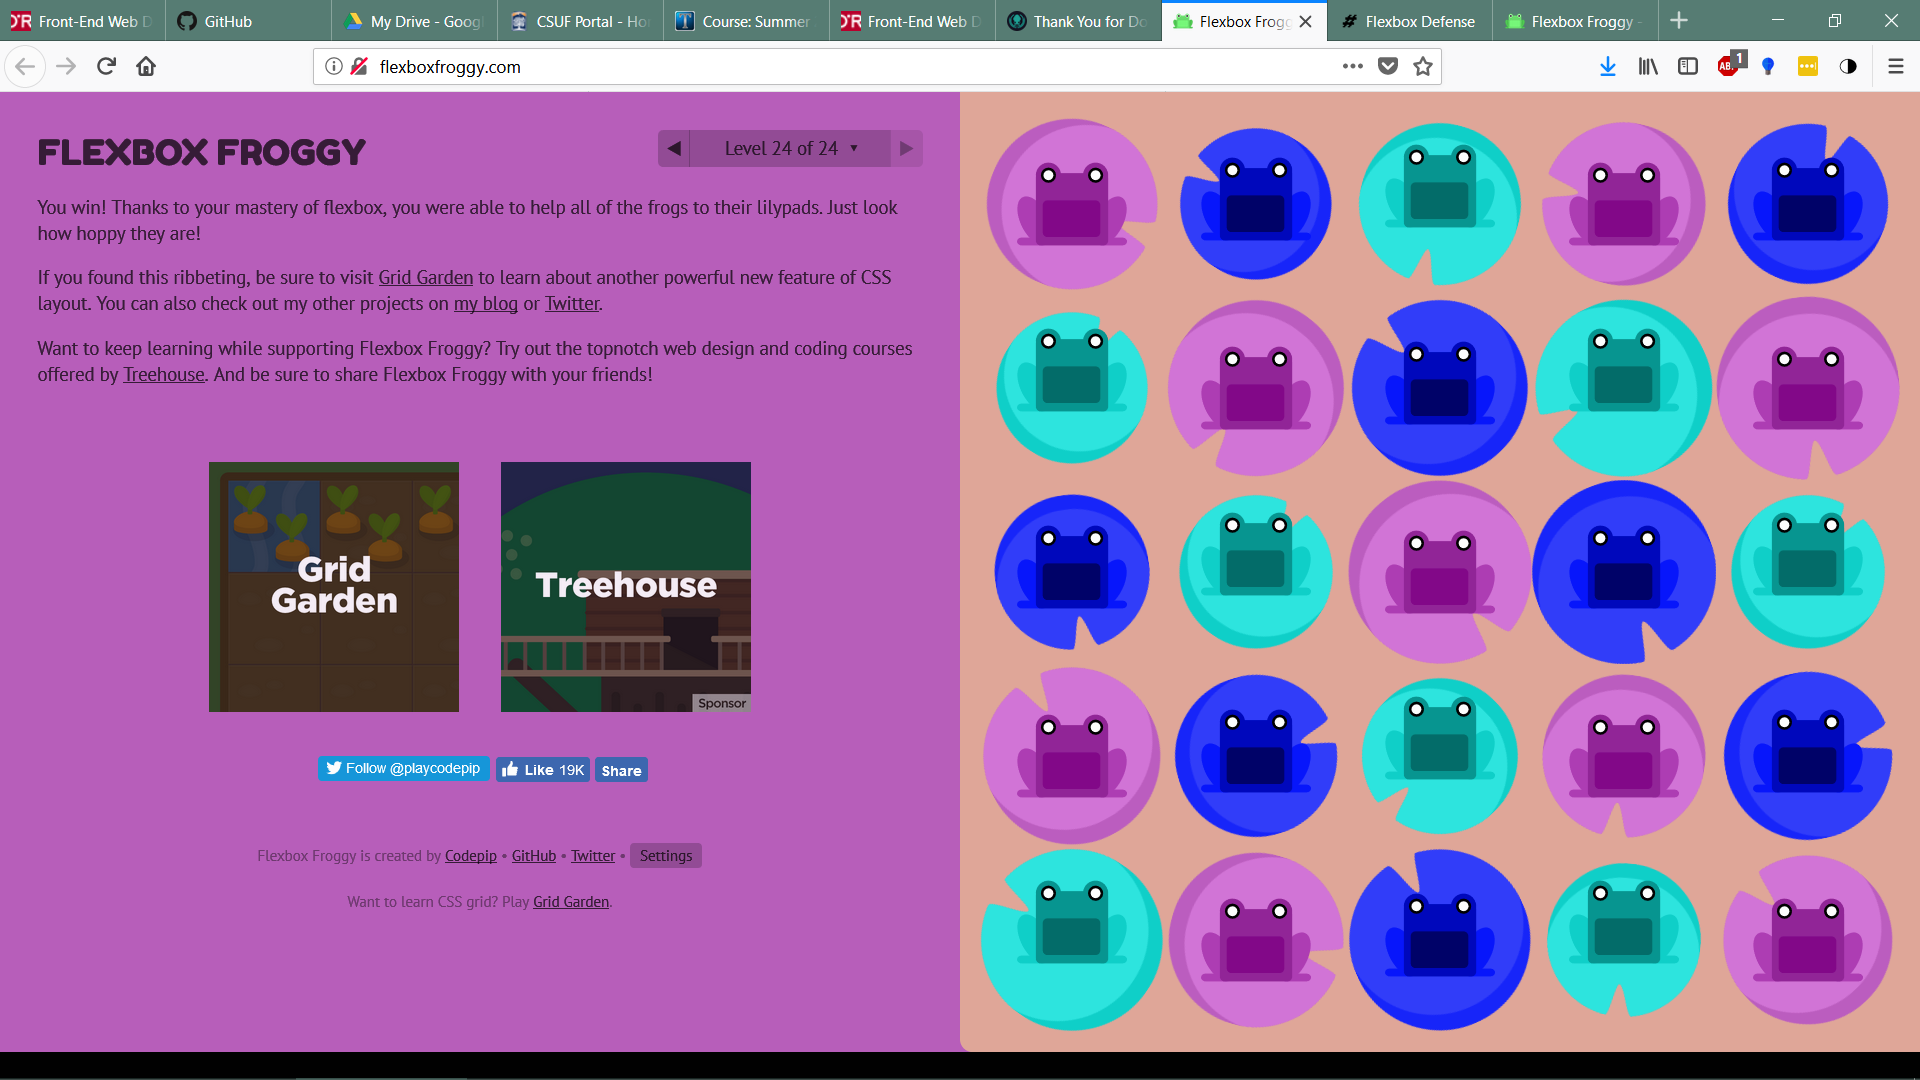 Front-End Web D
GitHub
My Drive - Goog
CSUF Portal - Ho
Course: Summer
Front-End Web D
Thank You for Do
Flexbox Frogg
Flexbox Defense
Flexbox Froggy -
flexboxfroggy.com
ABP
1
FLEXBOX FROGGY
Level 24 of 24
You win! Thanks to your mastery of flexbox, you were able to help all of the frogs to their lilypads. Just look
how hoppy they are!
If you found this ribbeting, be sure to visit Grid Garden to learn about another powerful new feature of CSS
layout. You can also check out my other projects on my blog or Twitter.
Want to keep learning while supporting Flexbox Froggy? Try out the topnotch web design and coding courses
offered by Treehouse. And be sure to share Flexbox Froggy with your friends!
Grid
Garden
Treehouse
Sponsor
Follow @playcodepip
Like 19K
Share
Flexbox Froggy is created by Codepip • GitHub • Twitter • Settings
Want to learn CSS grid? Play Grid Garden.